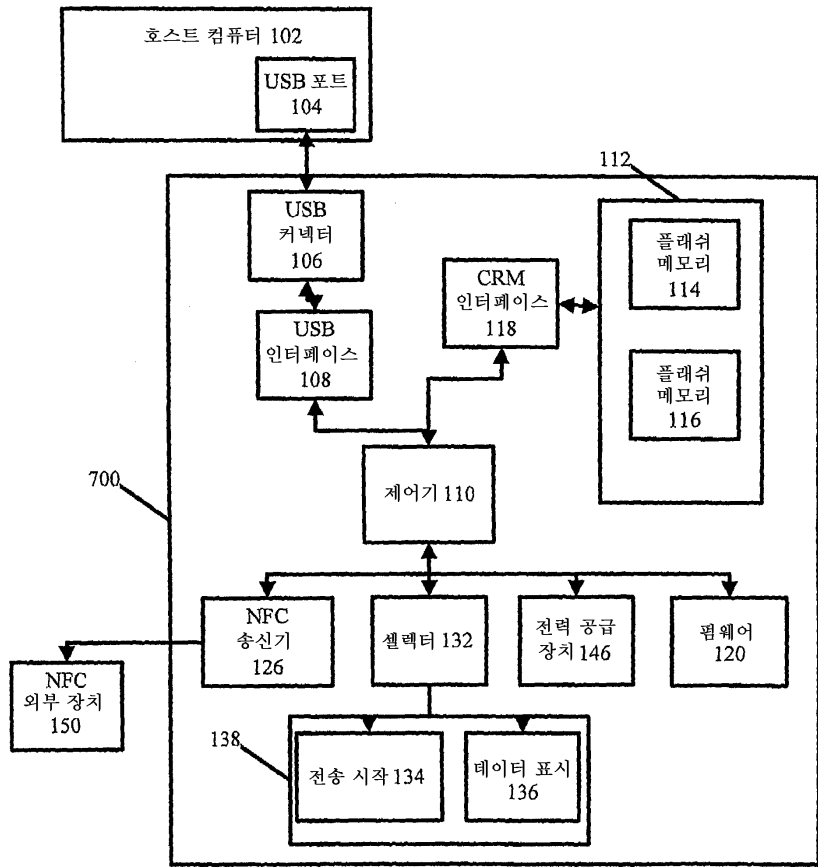 호스트 컴퓨터 102
USB 포트
104
112
USB
커넥터
106
플래쉬
메모리
114
CRM
인터페이스
118
USB
인터페이스
108
플래쉬
메모리
116
700
제어기 110
NFC
송신기
126
셀렉터 132
전력 공급
장치 146
펌웨어
120
NFC
외부 장치
150
138
전송 시작 134
데이터 표시
136